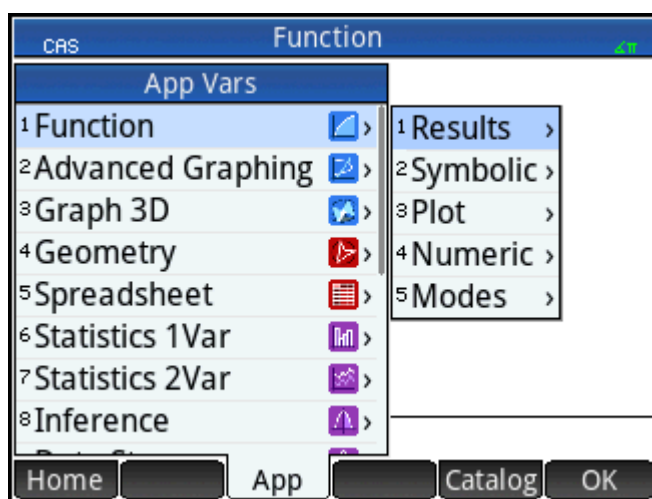 CAS Function ∡π
App Vars
1 Function ›
2 Advanced Graphing ›
3 Graph 3D ›
4 Geometry ›
5 Spreadsheet ›
6 Statistics 1Var ›
7 Statistics 2Var ›
8 Inference ›
1 Results ›
2 Symbolic ›
3 Plot ›
4 Numeric ›
5 Modes ›
Home App Catalog OK